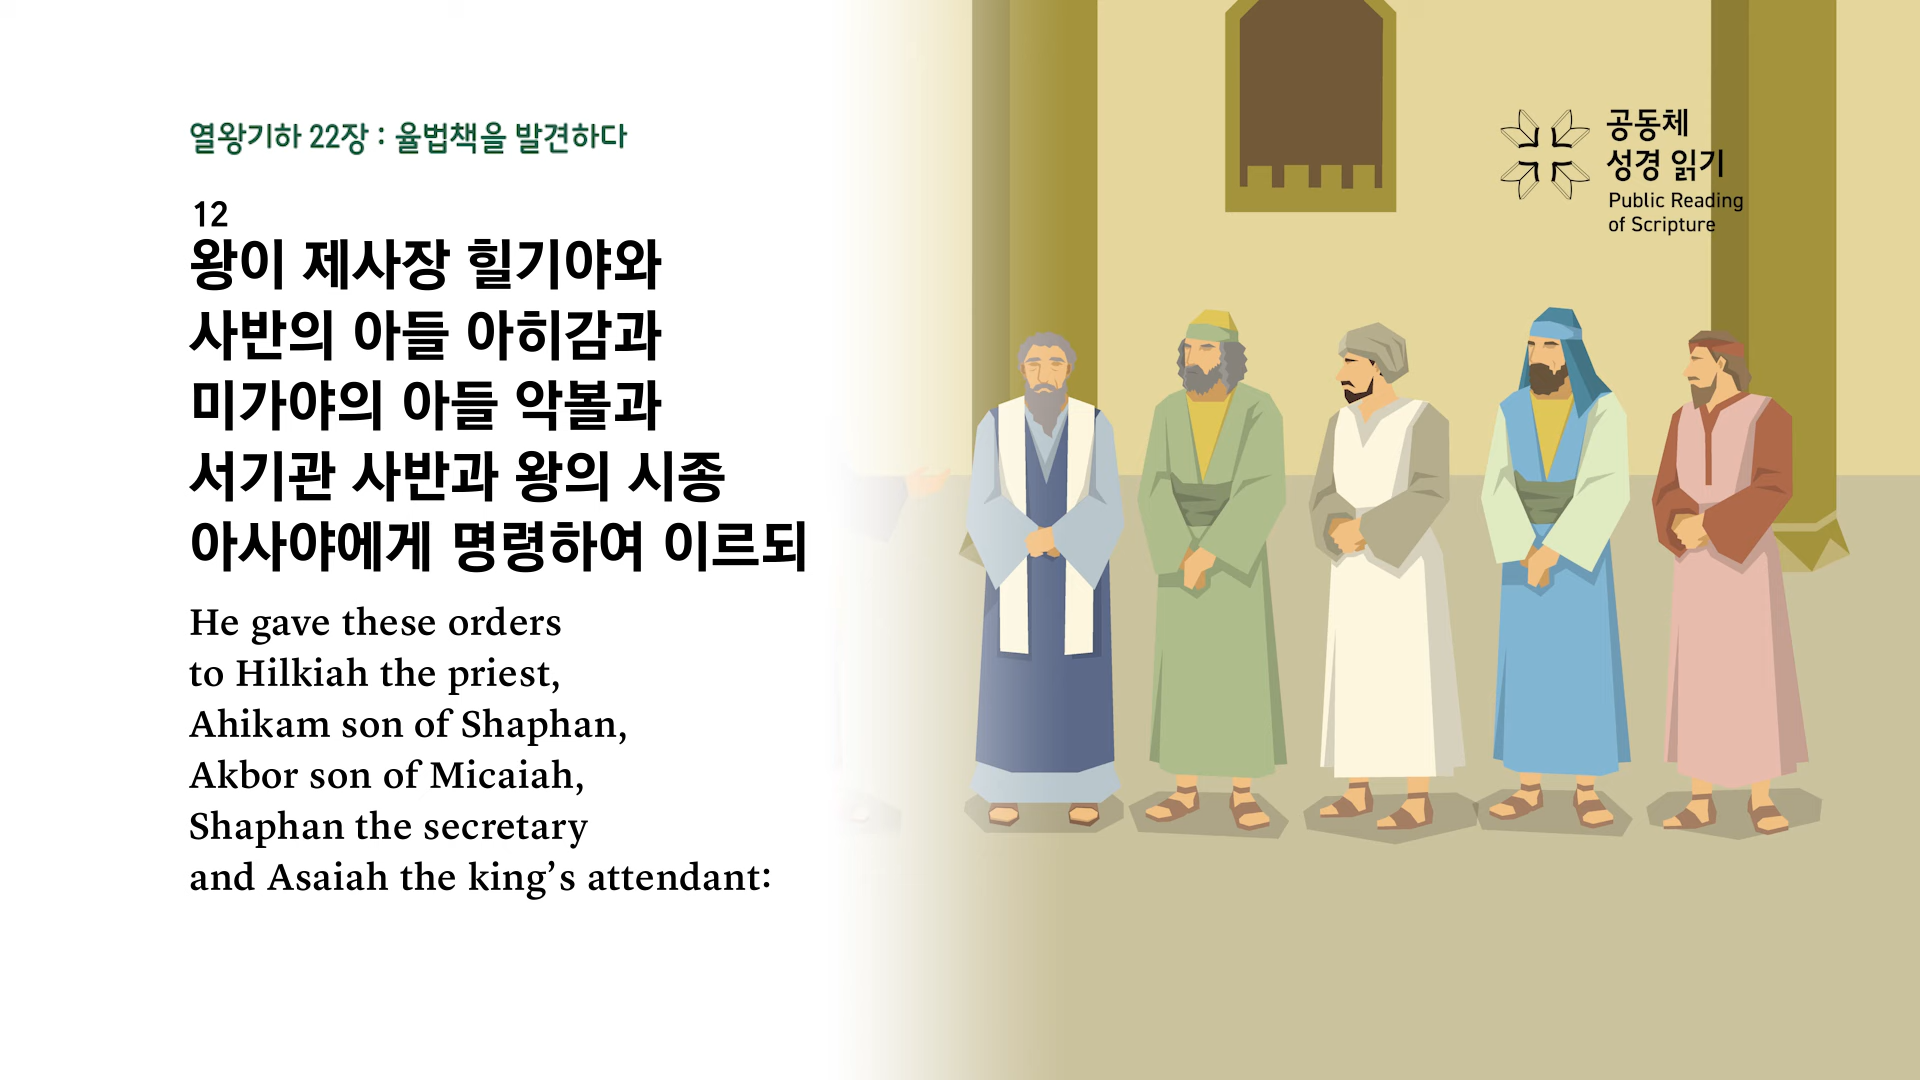 열왕기하 22장 : 율법책을 발견하다
12
왕이 제사장 힐기야와
사반의 아들 아히감과
미가야의 아들 악볼과
서기관 사반과 왕의 시종
아사야에게 명령하여 이르되
He gave these orders
to Hilkiah the priest,
Ahikam son of Shaphan,
Akbor son of Micaiah,
Shaphan the secretary
and Asaiah the king’s attendant:
공동체
성경 읽기
Public Reading
of Scripture